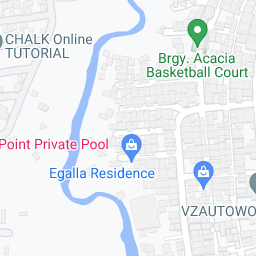 CHALK Online
TUTORIAL
Brgy. Acacia
Basketball Court
Point Private Pool
Egalla Residence
VZAUTOWO